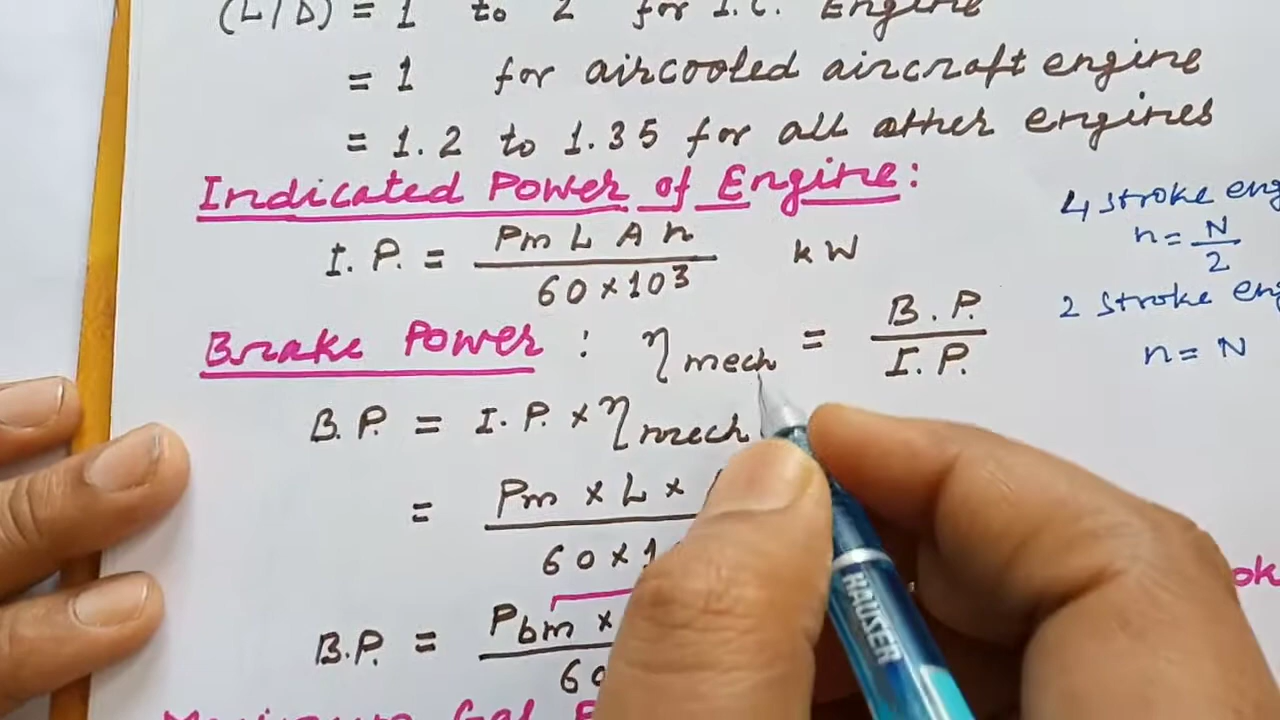 (L/D) = 1 to 2 for I.C. Engine
= 1 for aircooled aircraft engine
= 1.2 to 1.35 for all other engines
Indicated Power of Engine:
I.P. = Pm L A n / 60×10³ kW
4 stroke eng
n = N/2
2 stroke eng
n = N
Brake Power : η mech = B.P. / I.P.
B.P. = I.P. × η mech
= Pm × L × / 60×1
B.P. = Pbm × / 60
HAUSER